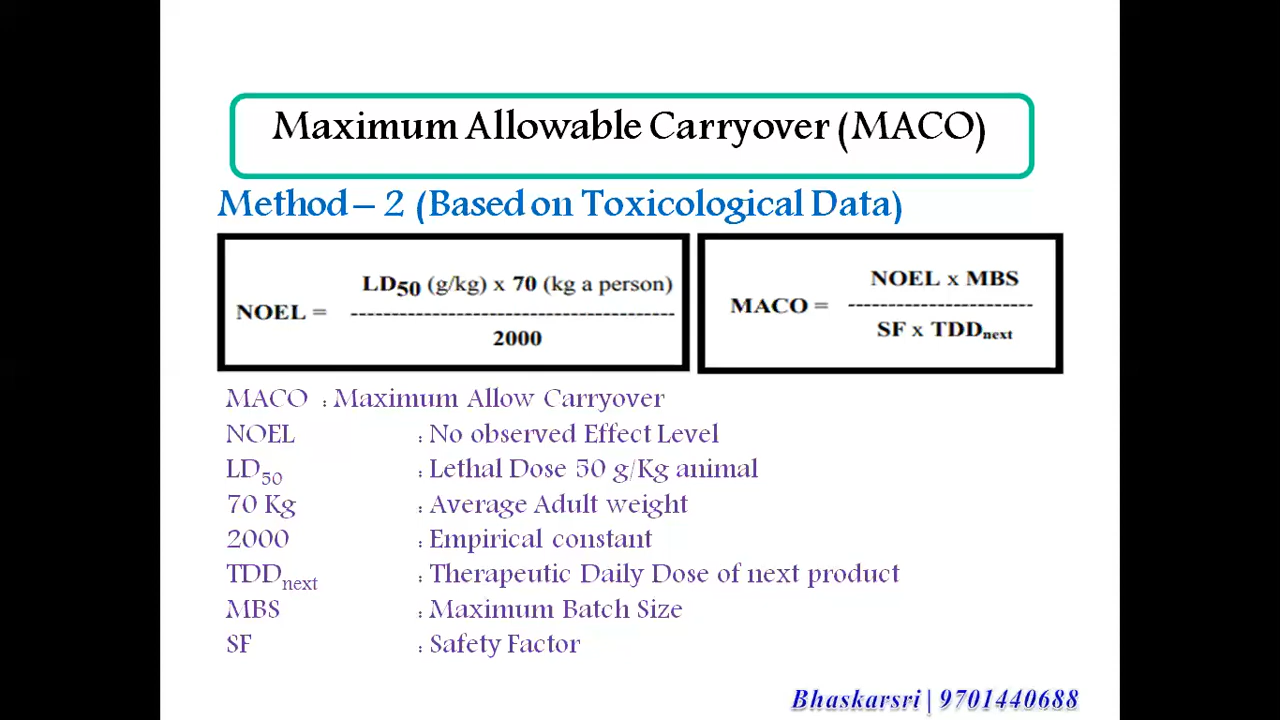 Maximum Allowable Carryover (MACO)
Method – 2 (Based on Toxicological Data)
LD50 (g/kg) x 70 (kg a person)
NOEL = ----------------------------------------
2000
NOEL x MBS
MACO = -----------------------
SF x TDDnext
MACO : Maximum Allow Carryover
NOEL : No observed Effect Level
LD50 : Lethal Dose 50 g/Kg animal
70 Kg : Average Adult weight
2000 : Empirical constant
TDDnext : Therapeutic Daily Dose of next product
MBS : Maximum Batch Size
SF : Safety Factor
Bhaskarsri | 9701440688